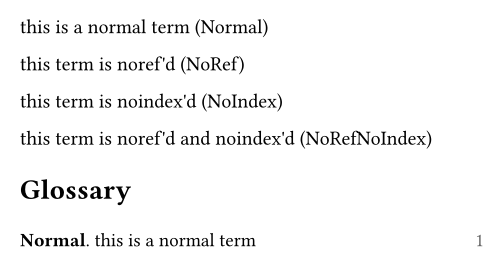 this is a normal term (Normal)
this term is noref'd (NoRef)
this term is noindex'd (NoIndex)
this term is noref'd and noindex'd (NoRefNoIndex)
Glossary
Normal. this is a normal term 1